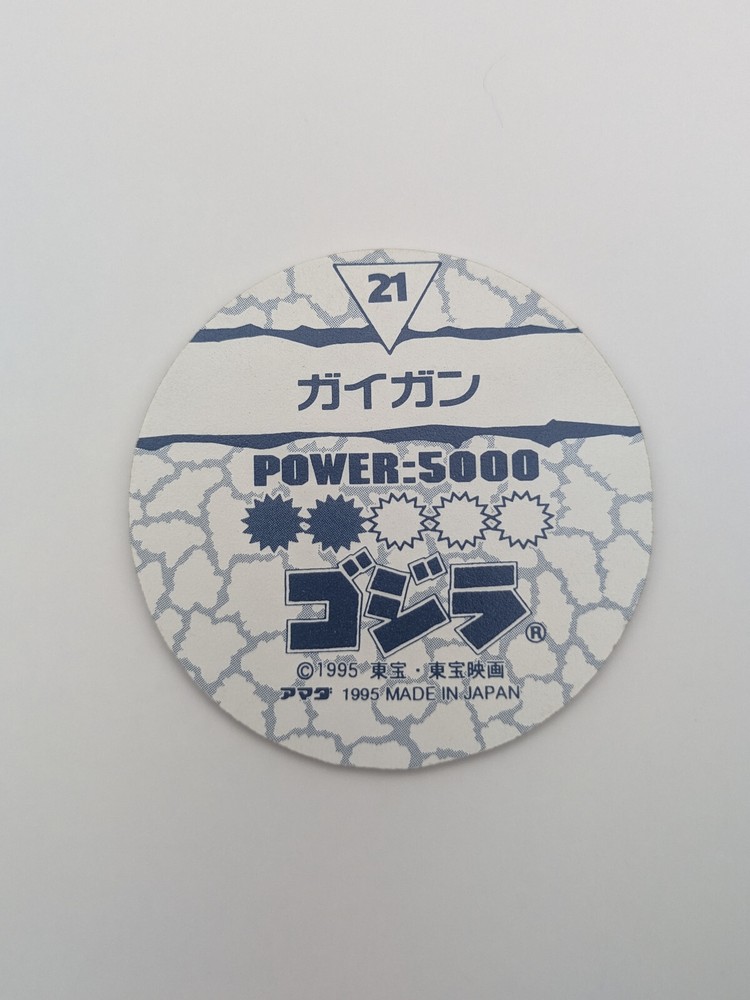 21
ガイガン
POWER:5000
ゴジラ®
©1995 東宝・東宝映画
アマダ 1995 MADE IN JAPAN